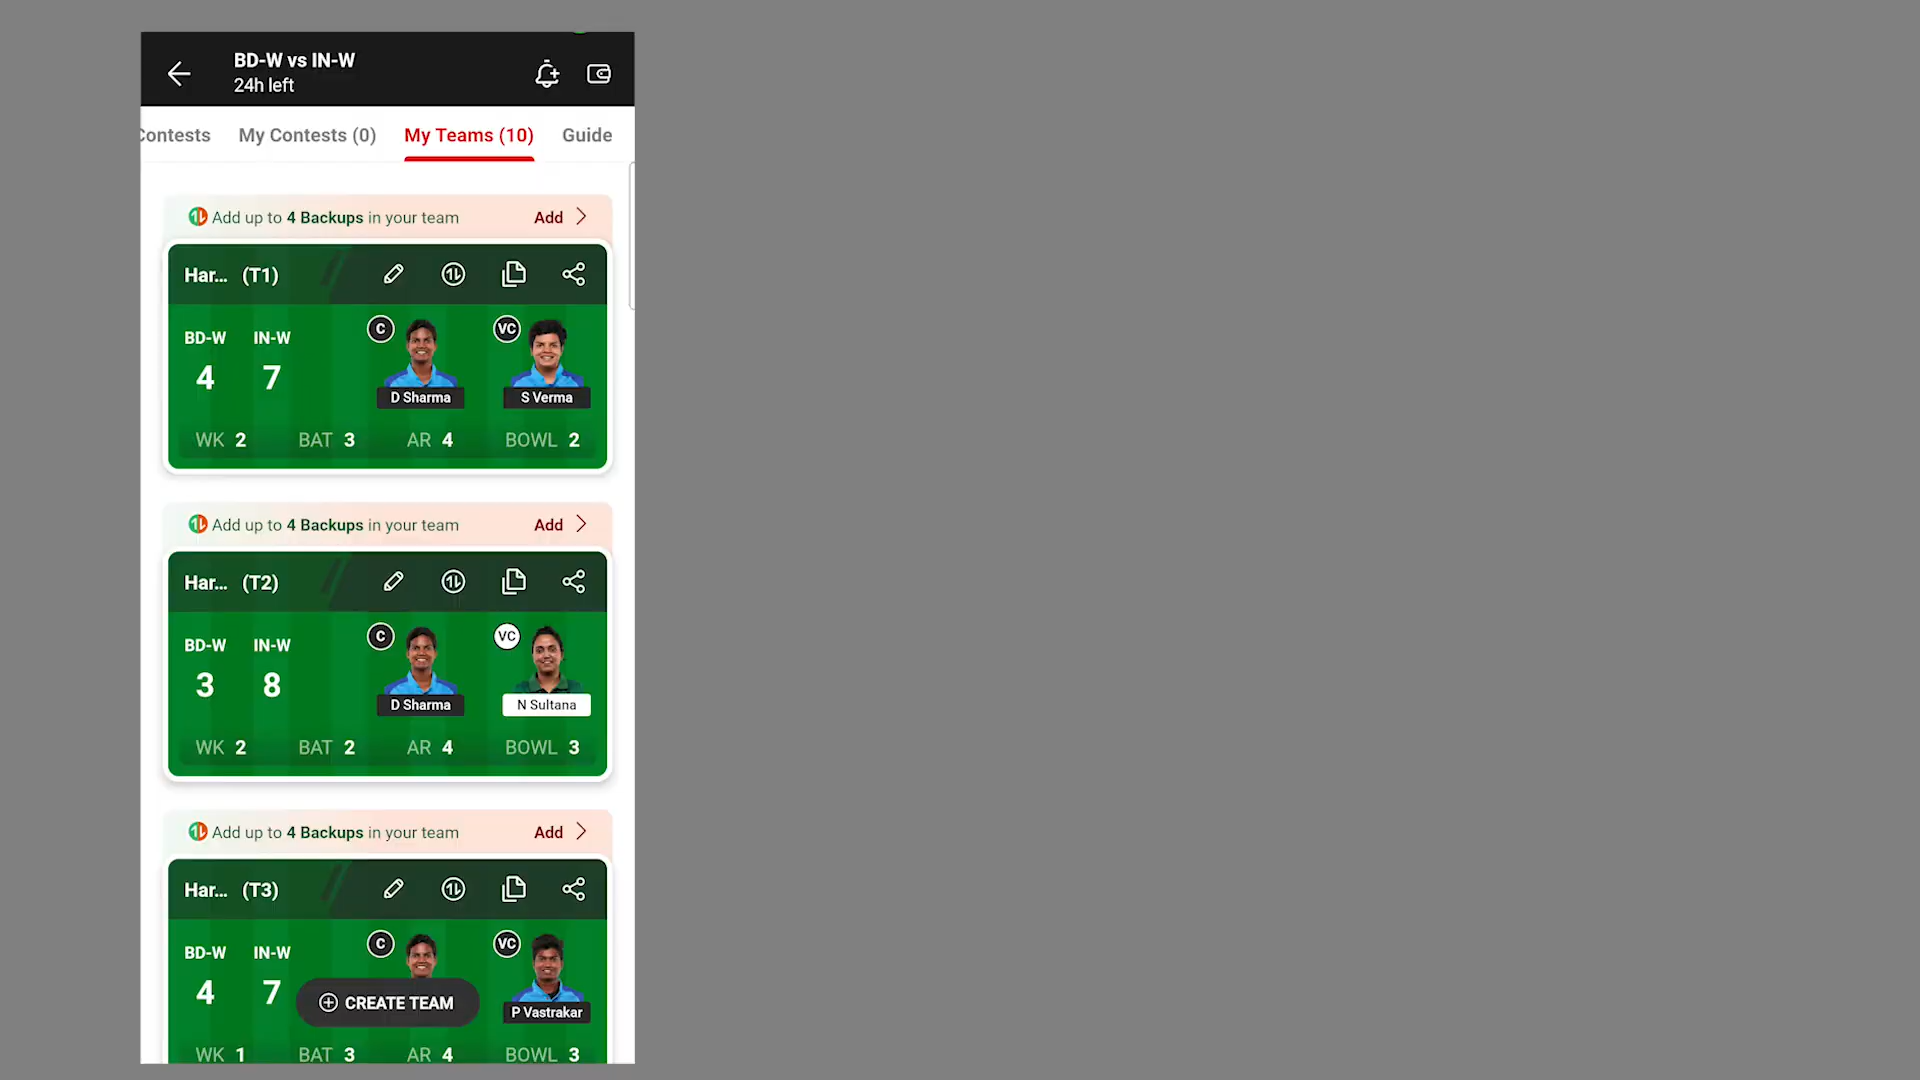 BD-W vs IN-W
24h left
Contests My Contests (0) My Teams (10) Guide
Add up to 4 Backups in your team Add
Har... (T1)
C VC
BD-W IN-W
4 7
D Sharma S Verma
WK 2 BAT 3 AR 4 BOWL 2
Add up to 4 Backups in your team Add
Har... (T2)
C VC
BD-W IN-W
3 8
D Sharma N Sultana
WK 2 BAT 2 AR 4 BOWL 3
Add up to 4 Backups in your team Add
Har... (T3)
C VC
BD-W IN-W
4 7
CREATE TEAM
P Vastrakar
WK 1 BAT 3 AR 4 BOWL 3